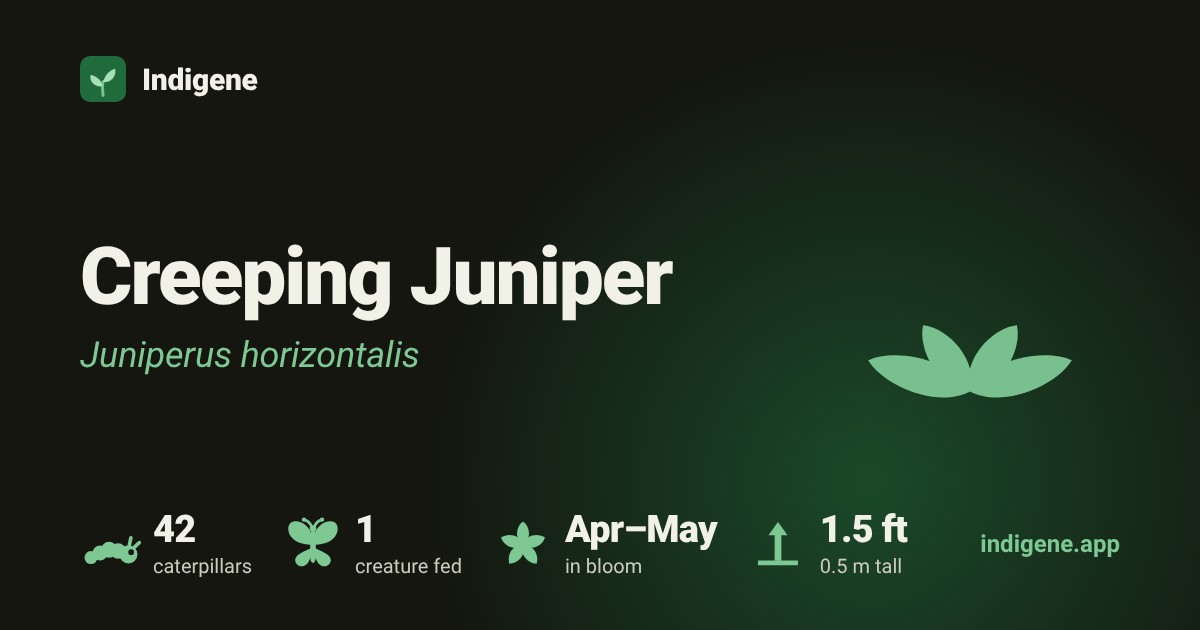 Indigene
Creeping Juniper
Juniperus horizontalis
42
caterpillars
1
creature fed
Apr–May
in bloom
1.5 ft
0.5 m tall
indigene.app